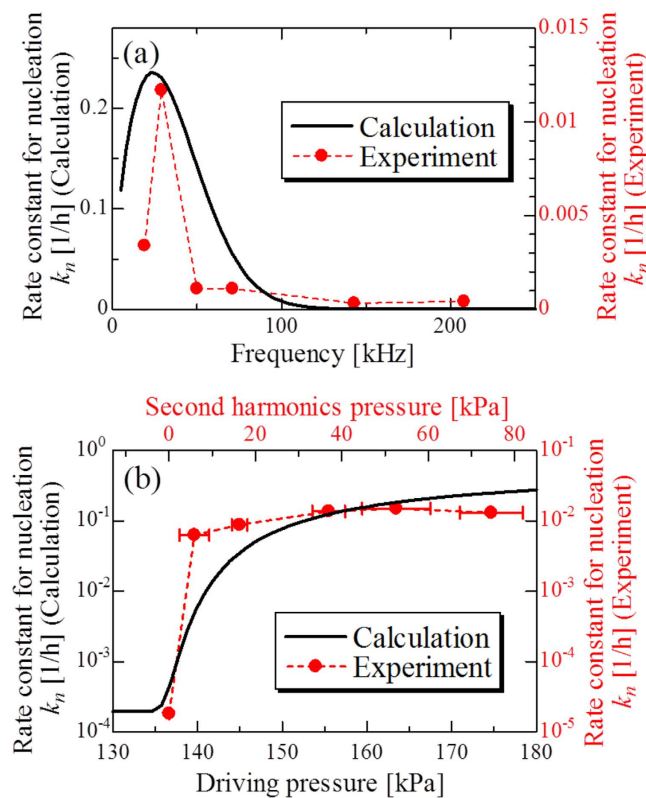 (a)
Rate constant for nucleation
kₙ [1/h] (Calculation)
0.2
0.1
0
Calculation
Experiment
0.015
0.01
0.005
0
Rate constant for nucleation
kₙ [1/h] (Experiment)
0 100 200
Frequency [kHz]
Second harmonics pressure [kPa]
0 20 40 60 80
(b)
Rate constant for nucleation
kₙ [1/h] (Calculation)
10⁰
10⁻¹
10⁻²
10⁻³
10⁻⁴
Calculation
Experiment
10⁻¹
10⁻²
10⁻³
10⁻⁴
10⁻⁵
Rate constant for nucleation
kₙ [1/h] (Experiment)
130 140 150 160 170 180
Driving pressure [kPa]